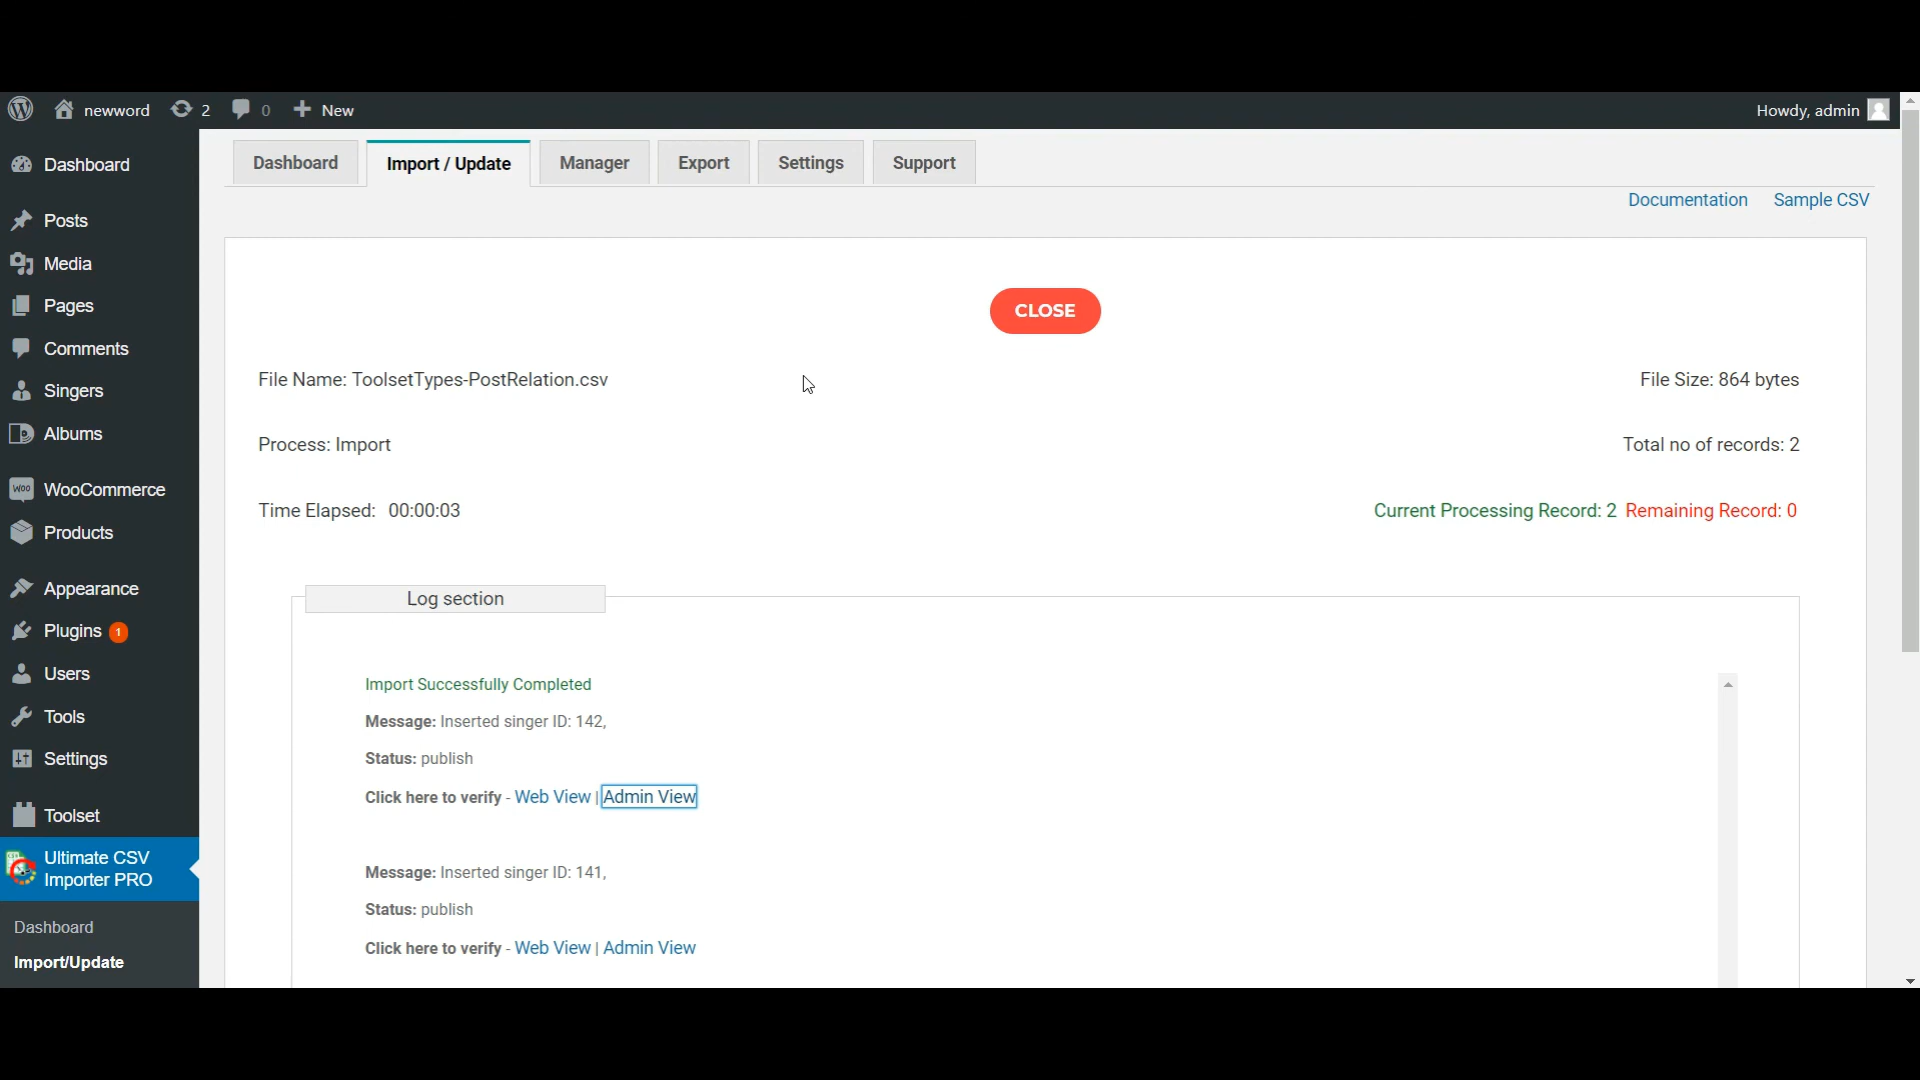 newword 2 0 New Howdy, admin
Dashboard
Posts
Media
Pages
Comments
Singers
Albums
WooCommerce
Products
Appearance
Plugins 1
Users
Tools
Settings
Toolset
Ultimate CSV
Importer PRO
Dashboard
Import/Update
Dashboard Import / Update Manager Export Settings Support
Documentation Sample CSV
CLOSE
File Name: ToolsetTypes-PostRelation.csv File Size: 864 bytes
Process: Import Total no of records: 2
Time Elapsed: 00:00:03 Current Processing Record: 2 Remaining Record: 0
Log section
Import Successfully Completed
Message: Inserted singer ID: 142,
Status: publish
Click here to verify - Web View | Admin View
Message: Inserted singer ID: 141,
Status: publish
Click here to verify - Web View | Admin View